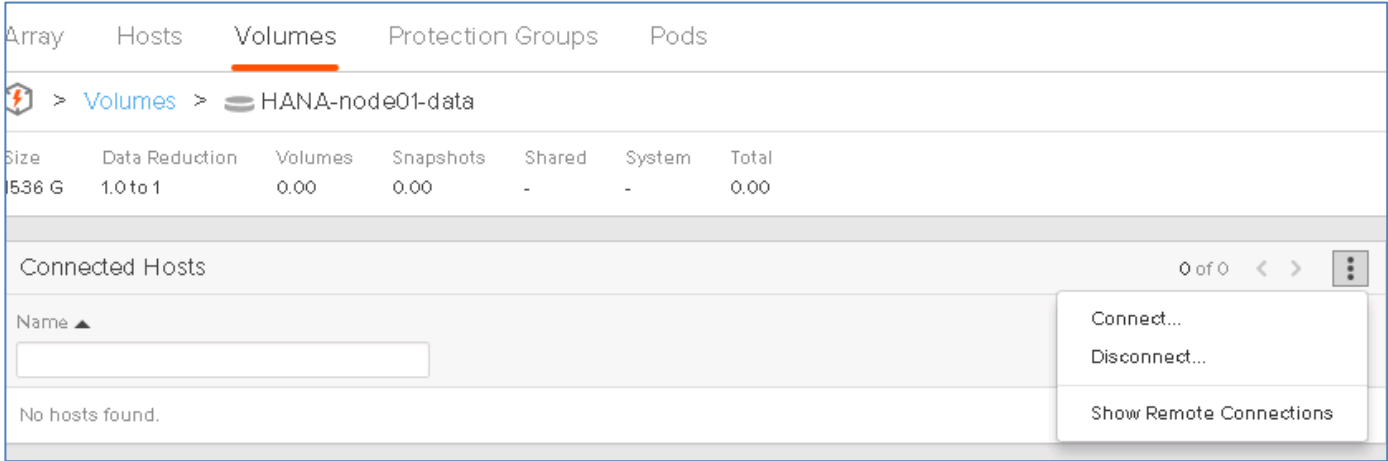 Array Hosts Volumes Protection Groups Pods
> Volumes > HANA-node01-data
Size Data Reduction Volumes Snapshots Shared System Total
1536 G 1.0 to 1 0.00 0.00 - - 0.00
Connected Hosts 0 of 0 < >
Name
Connect...
Disconnect...
No hosts found.
Show Remote Connections